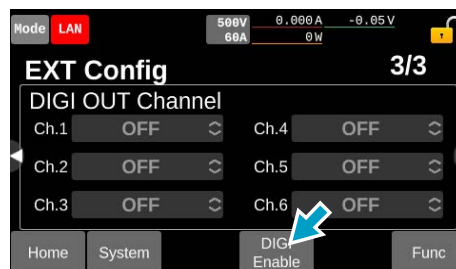 Mode LAN 500V 0.000A -0.05V
60A 0W
EXT Config 3/3
DIGI OUT Channel
Ch.1 OFF Ch.4 OFF
Ch.2 OFF Ch.5 OFF
Ch.3 OFF Ch.6 OFF
Home System DIGI Enable Func